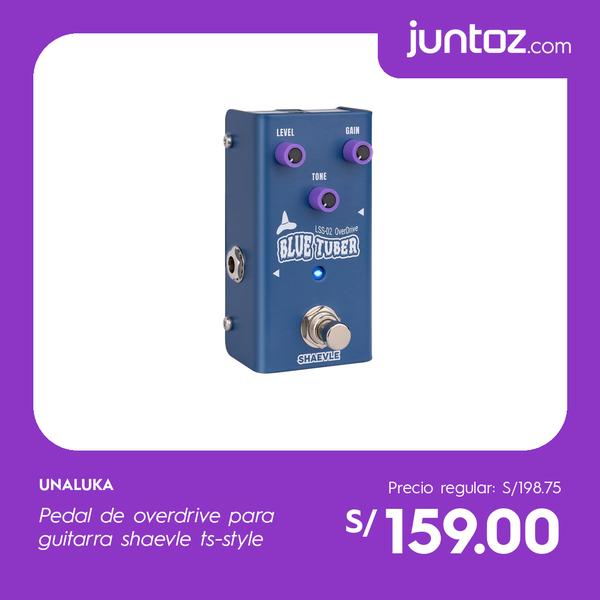 juntoz.com
LEVEL
GAIN
TONE
LSS-02 OverDrive
BLUE TUBER
SHAEVLE
UNALUKA
Precio regular: S/198.75
Pedal de overdrive para
guitarra shaevle ts-style
S/159.00